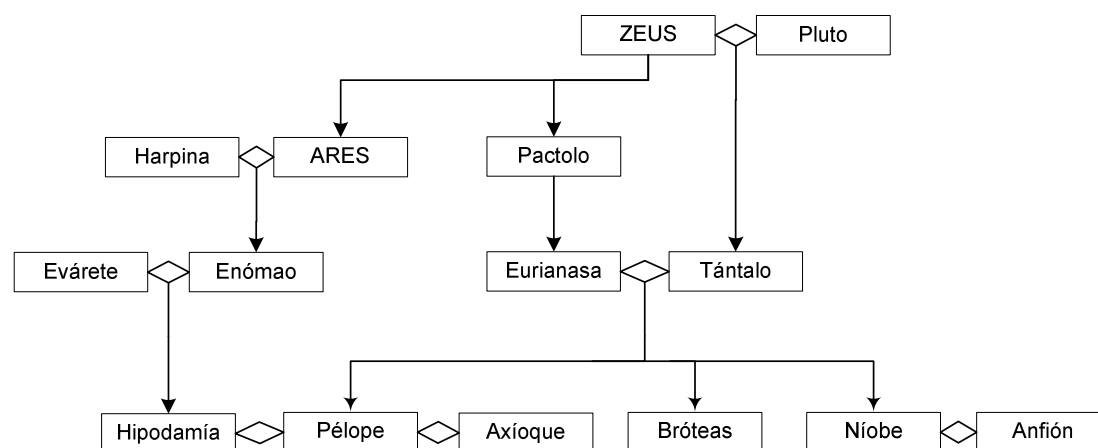 ZEUS
Pluto
Harpina
ARES
Pactolo
Evárete
Enómao
Eurianasa
Tántalo
Hipodamía
Pélope
Axíoque
Bróteas
Níobe
Anfión